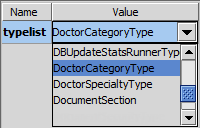 Name Value
typelist DoctorCategoryType
DBUpdateStatsRunnerTyp
DoctorCategoryType
DoctorSpecialtyType
DocumentSection